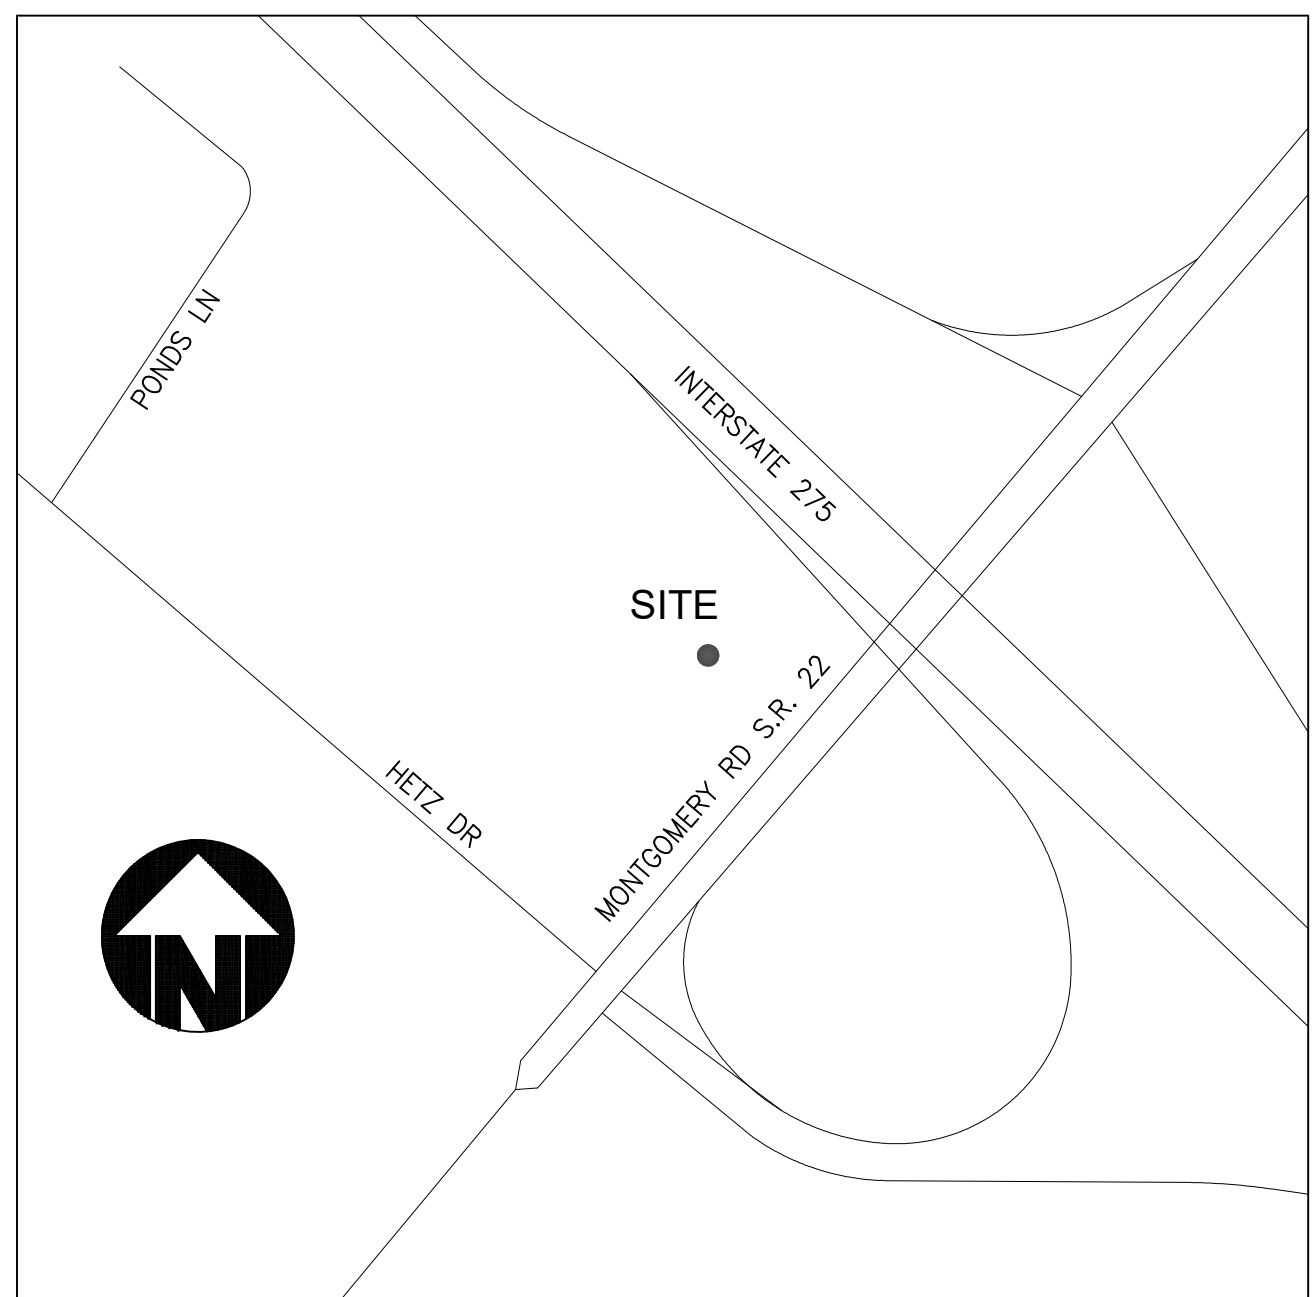 PONDS LN
INTERSTATE 275
SITE
MONTGOMERY RD S.R. 22
HETZ DR
N